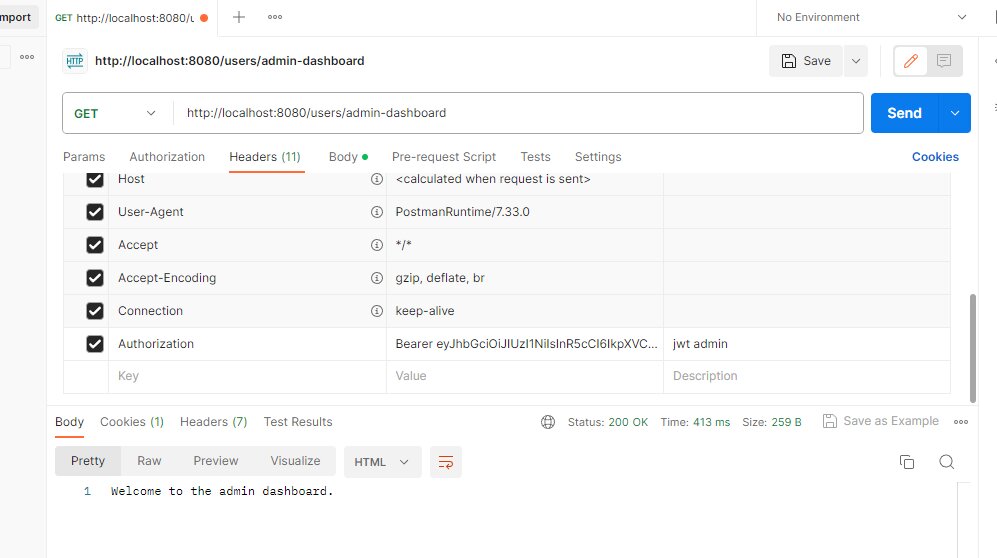 mport GET http://localhost:8080/u No Environment
HTTP http://localhost:8080/users/admin-dashboard Save
GET http://localhost:8080/users/admin-dashboard Send
Params Authorization Headers (11) Body Pre-request Script Tests Settings Cookies
Host <calculated when request is sent>
User-Agent PostmanRuntime/7.33.0
Accept */*
Accept-Encoding gzip, deflate, br
Connection keep-alive
Authorization Bearer eyJhbGciOiJIUzI1NiIsInR5cCI6IkpXVC... jwt admin
Key Value Description
Body Cookies (1) Headers (7) Test Results Status: 200 OK Time: 413 ms Size: 259 B Save as Example
Pretty Raw Preview Visualize HTML
1 Welcome to the admin dashboard.